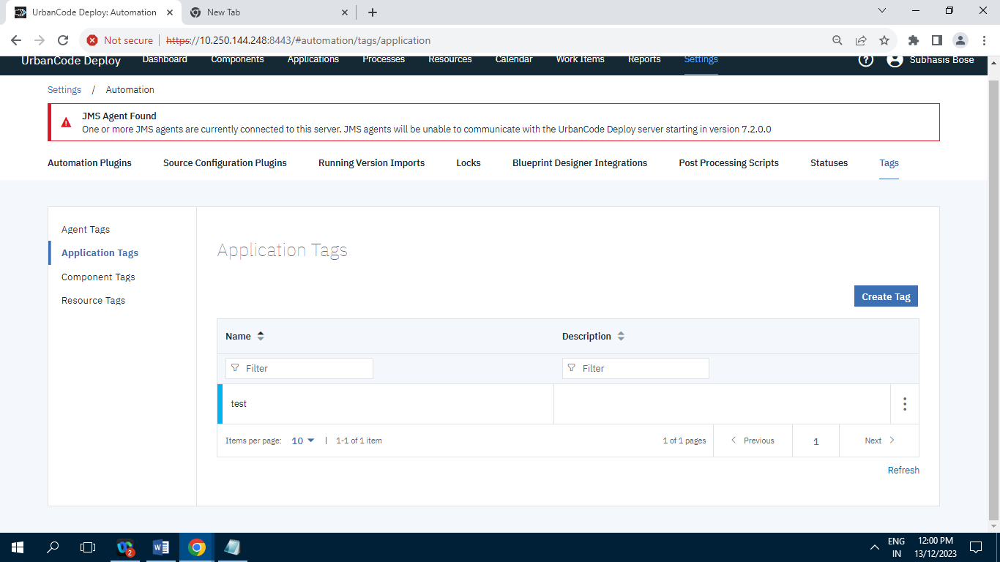 UrbanCode Deploy: Automation
New Tab
Not secure https://10.250.144.248:8443/#automation/tags/application
UrbanCode Deploy Dashboard Components Applications Processes Resources Calendar Work Items Reports Settings Subhasis Bose
Settings / Automation
JMS Agent Found
One or more JMS agents are currently connected to this server. JMS agents will be unable to communicate with the UrbanCode Deploy server starting in version 7.2.0.0
Automation Plugins Source Configuration Plugins Running Version Imports Locks Blueprint Designer Integrations Post Processing Scripts Statuses Tags
Agent Tags
Application Tags
Component Tags
Resource Tags
Application Tags
Create Tag
Name Description
Filter Filter
test
Items per page: 10 | 1-1 of 1 item 1 of 1 pages Previous 1 Next
Refresh
2
ENG
IN
12:00 PM
13/12/2023